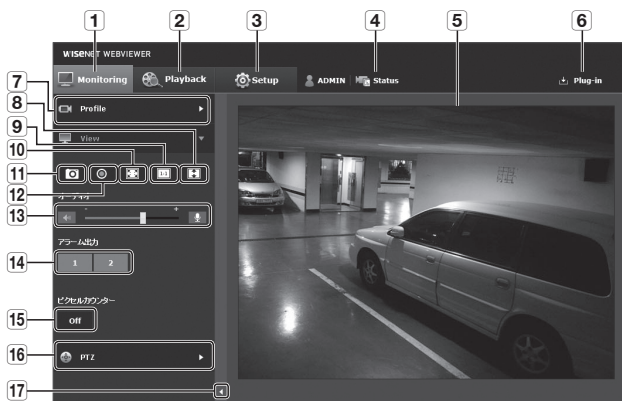 1 2 3 4 5 6
WISENET WEBVIEWER
Monitoring Playback Setup ADMIN Status Plug-in
7 Profile
8 View
9
10
11 1:1
12
オーディオ
13 - +
アラーム出力
14 1 2
ピクセルカウンター
15 Off
16 PTZ
17